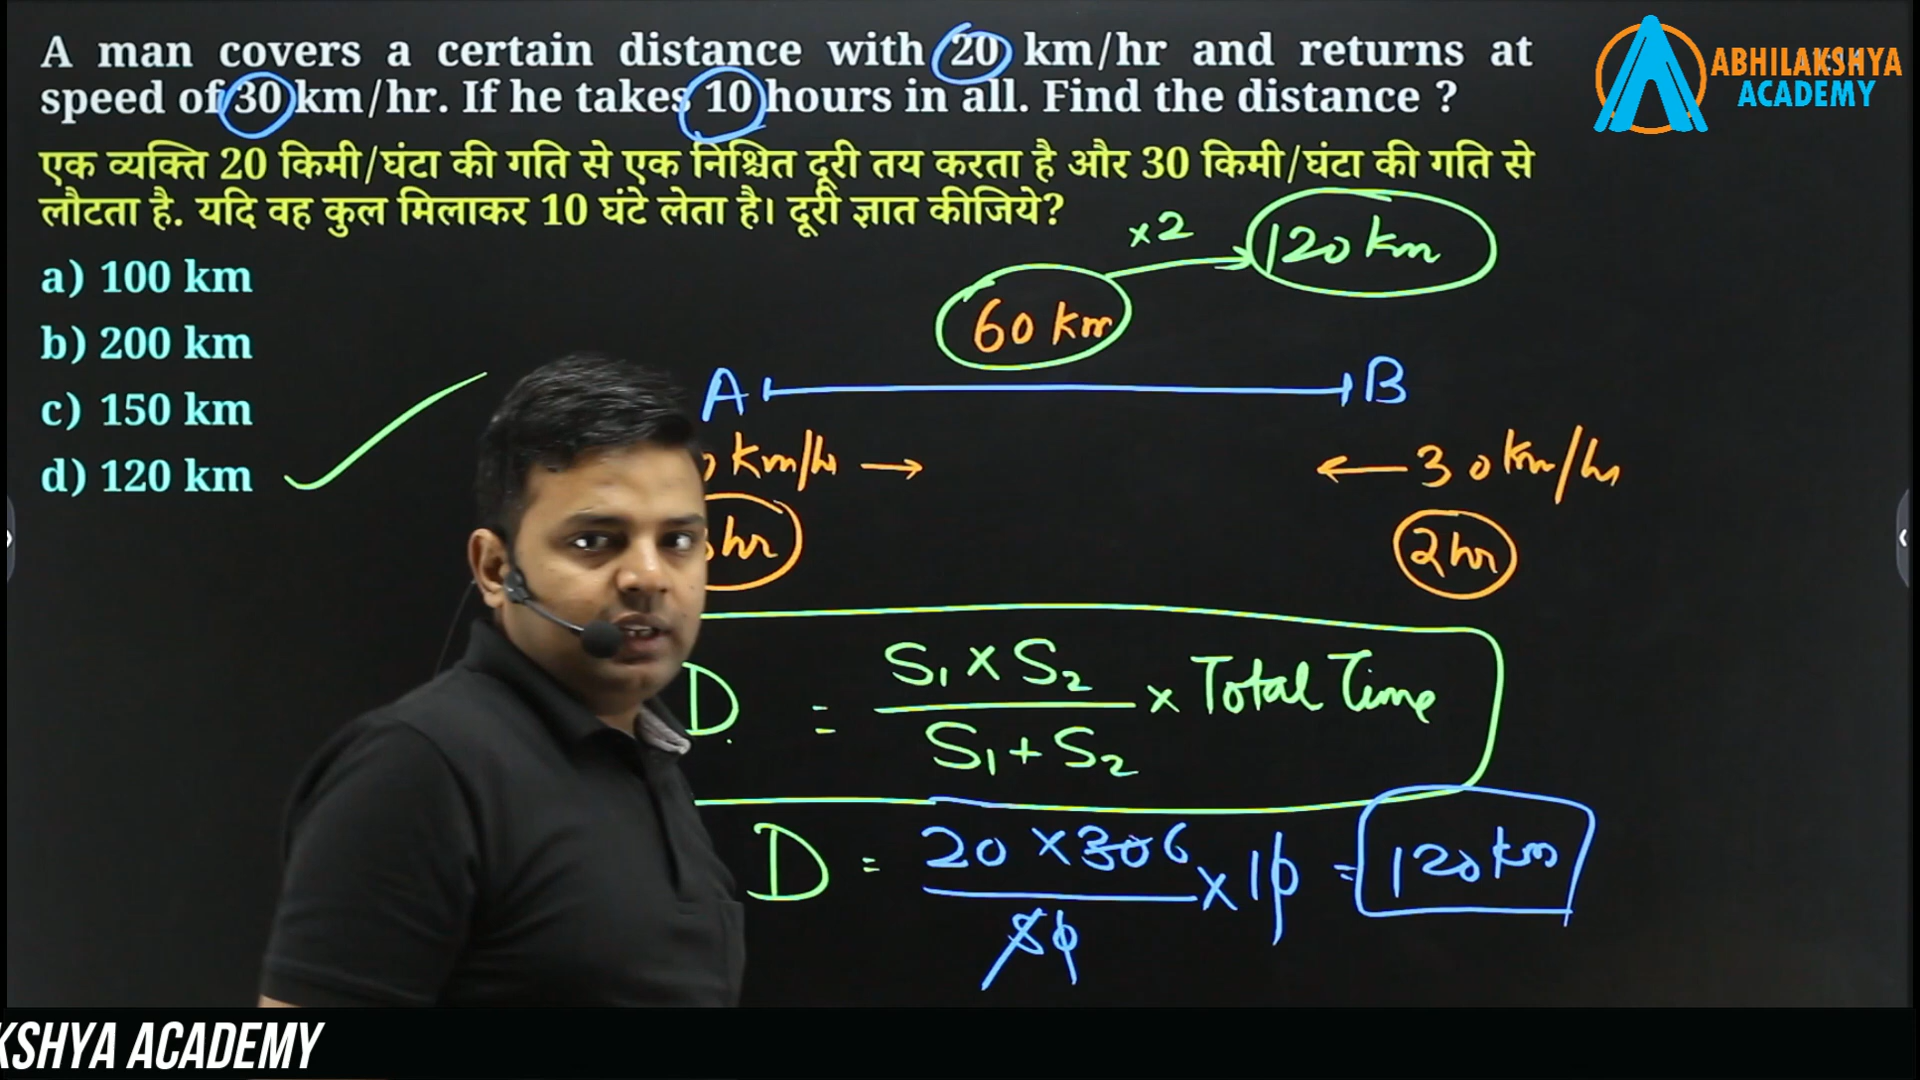 A man covers a certain distance with 20 km/hr and returns at
speed of 30 km/hr. If he takes 10 hours in all. Find the distance ?
एक व्यक्ति 20 किमी/घंटा की गति से एक निश्चित दूरी तय करता है और 30 किमी/घंटा की गति से
लौटता है. यदि वह कुल मिलाकर 10 घंटे लेता है। दूरी ज्ञात कीजिये?
ABHILAKSHYA
ACADEMY
a) 100 km
b) 200 km
c) 150 km
d) 120 km
×2
120 km
60 km
A B
km/hr → ← 30 km/hr
hr 2 hr
D = S₁ × S₂ / S₁ + S₂ × Total Time
D = 20 × 30 6 / 50 × 10 = 120 km
KSHYA ACADEMY